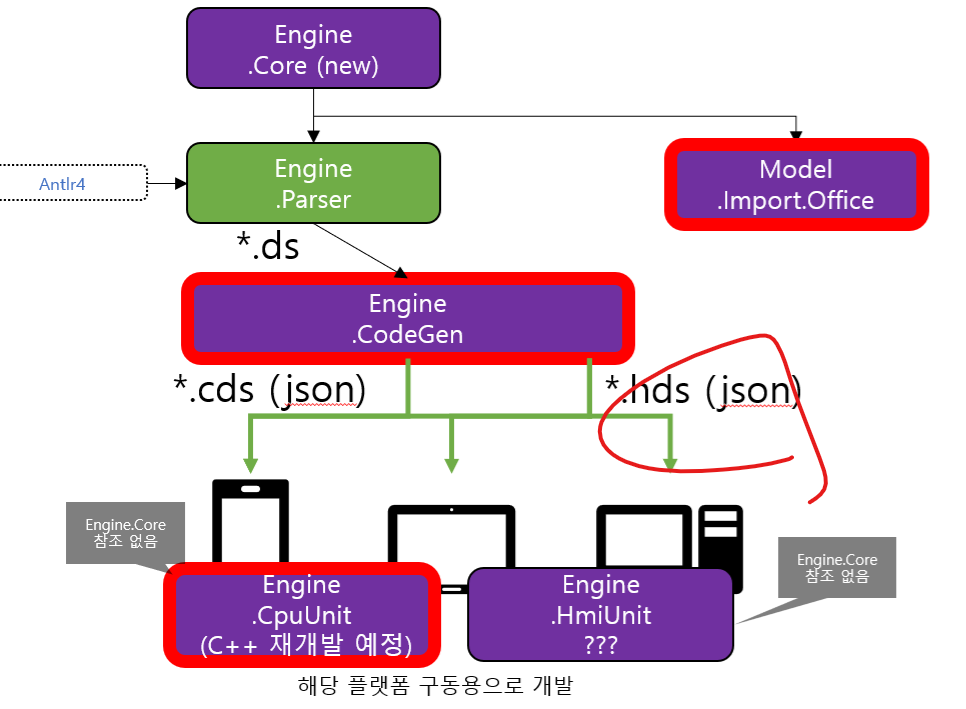 Engine
.Core (new)
Antlr4
Engine
.Parser
Model
.Import.Office
*.ds
Engine
.CodeGen
*.cds (json)
*.hds (json)
Engine.Core
참조 없음
Engine
.CpuUnit
(C++ 재개발 예정)
Engine
.HmiUnit
???
Engine.Core
참조 없음
해당 플랫폼 구동용으로 개발